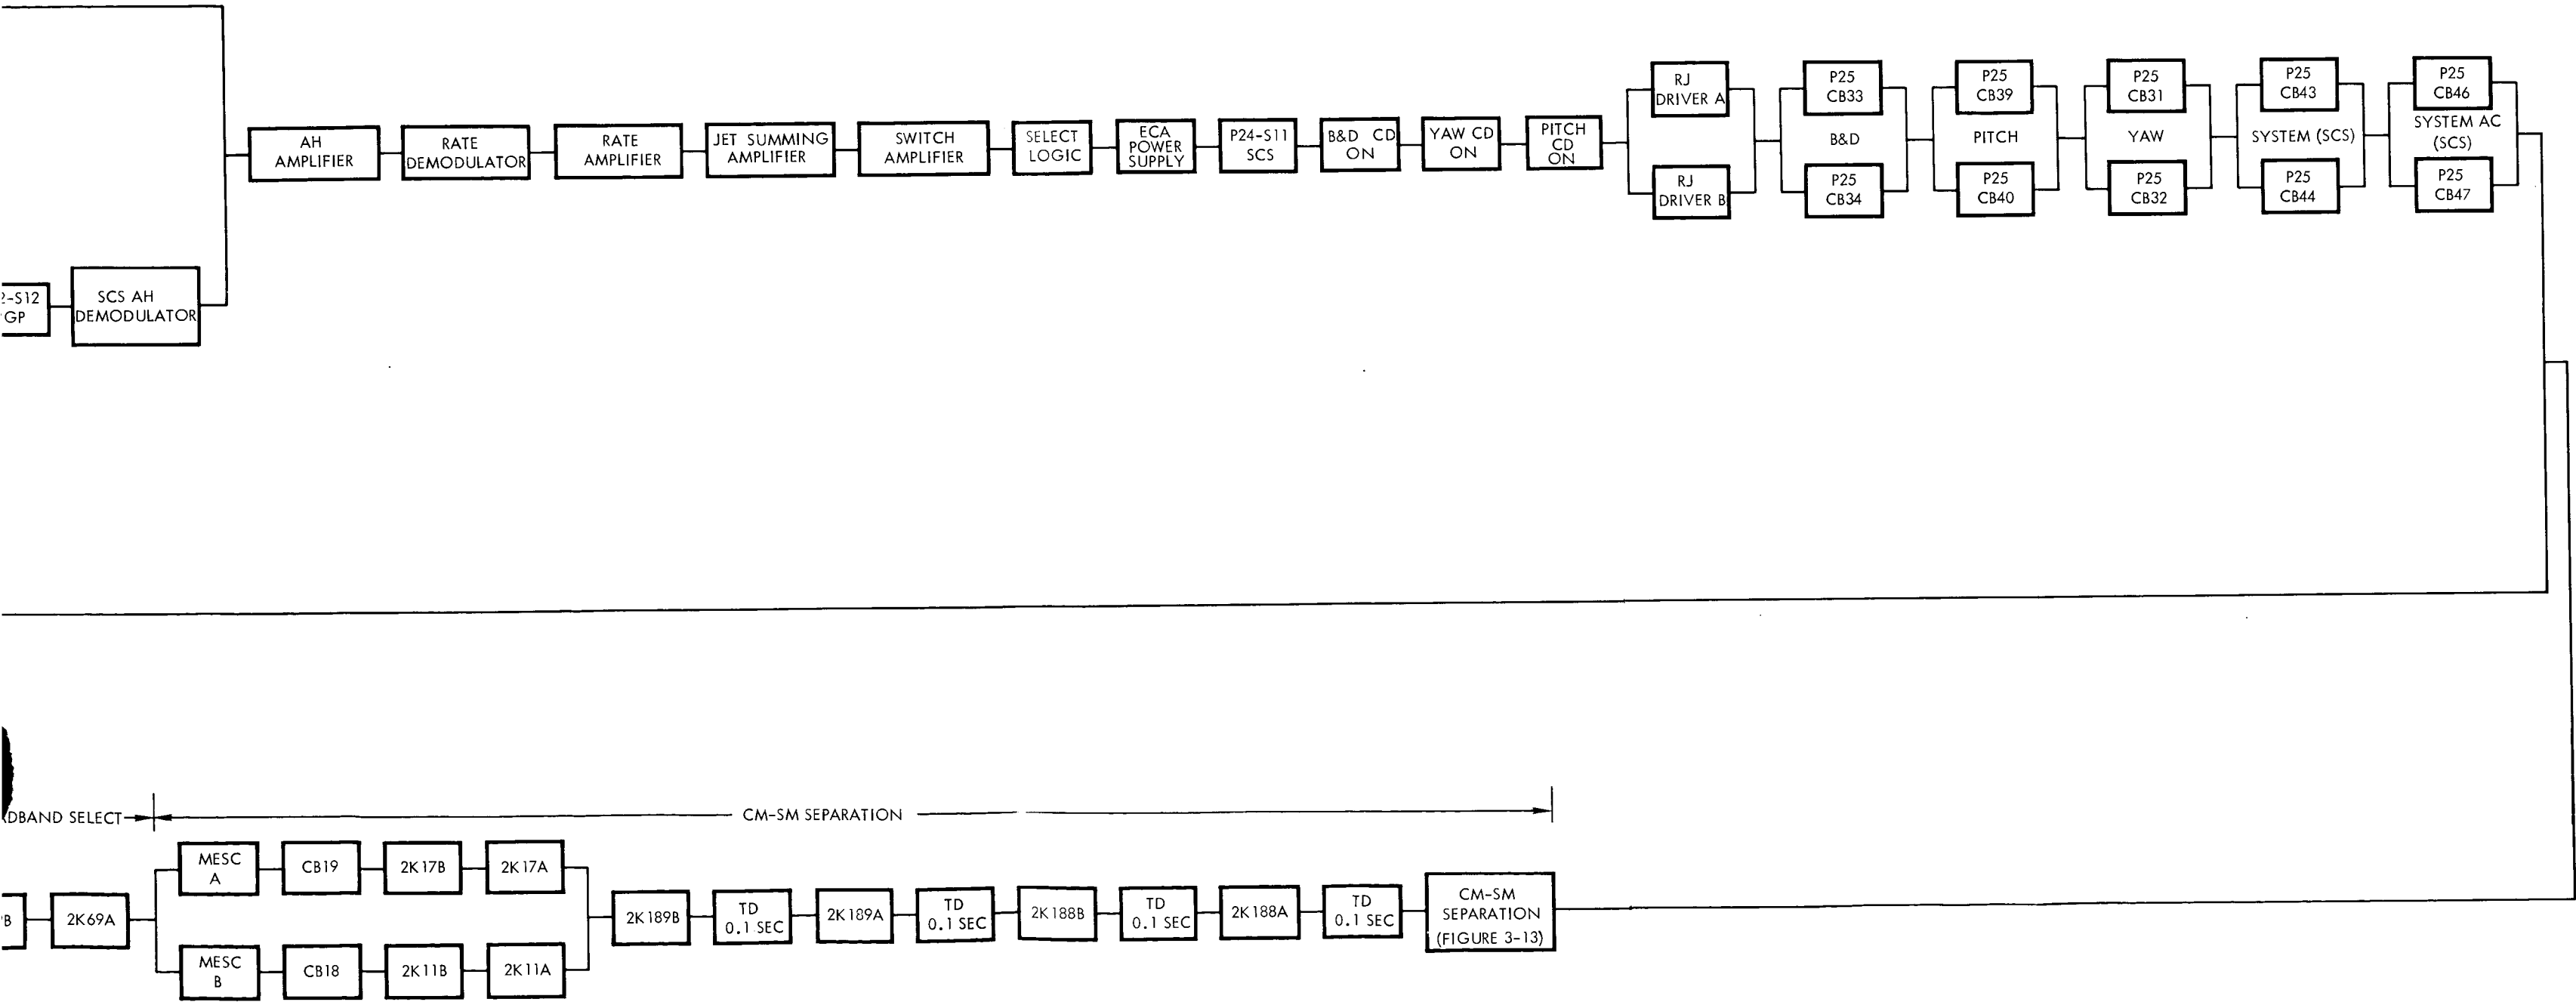 AH
AMPLIFIER
RATE
DEMODULATOR
RATE
AMPLIFIER
JET SUMMING
AMPLIFIER
SWITCH
AMPLIFIER
SELECT
LOGIC
ECA
POWER
SUPPLY
P24-S11
SCS
B&D CD
ON
YAW CD
ON
PITCH
CD
ON
RJ
DRIVER A
RJ
DRIVER B
P25
CB33
B&D
P25
CB34
P25
CB39
PITCH
P25
CB40
P25
CB31
YAW
P25
CB32
P25
CB43
SYSTEM (SCS)
P25
CB44
P25
CB46
SYSTEM AC
(SCS)
P25
CB47
-S12
GP
SCS AH
DEMODULATOR
DBAND SELECT
CM-SM SEPARATION
B
2K69A
MESC
A
CB19
2K17B
2K17A
MESC
B
CB18
2K11B
2K11A
2K189B
TD
0.1 SEC
2K189A
TD
0.1 SEC
2K188B
TD
0.1 SEC
2K188A
TD
0.1 SEC
CM-SM
SEPARATION
(FIGURE 3-13)